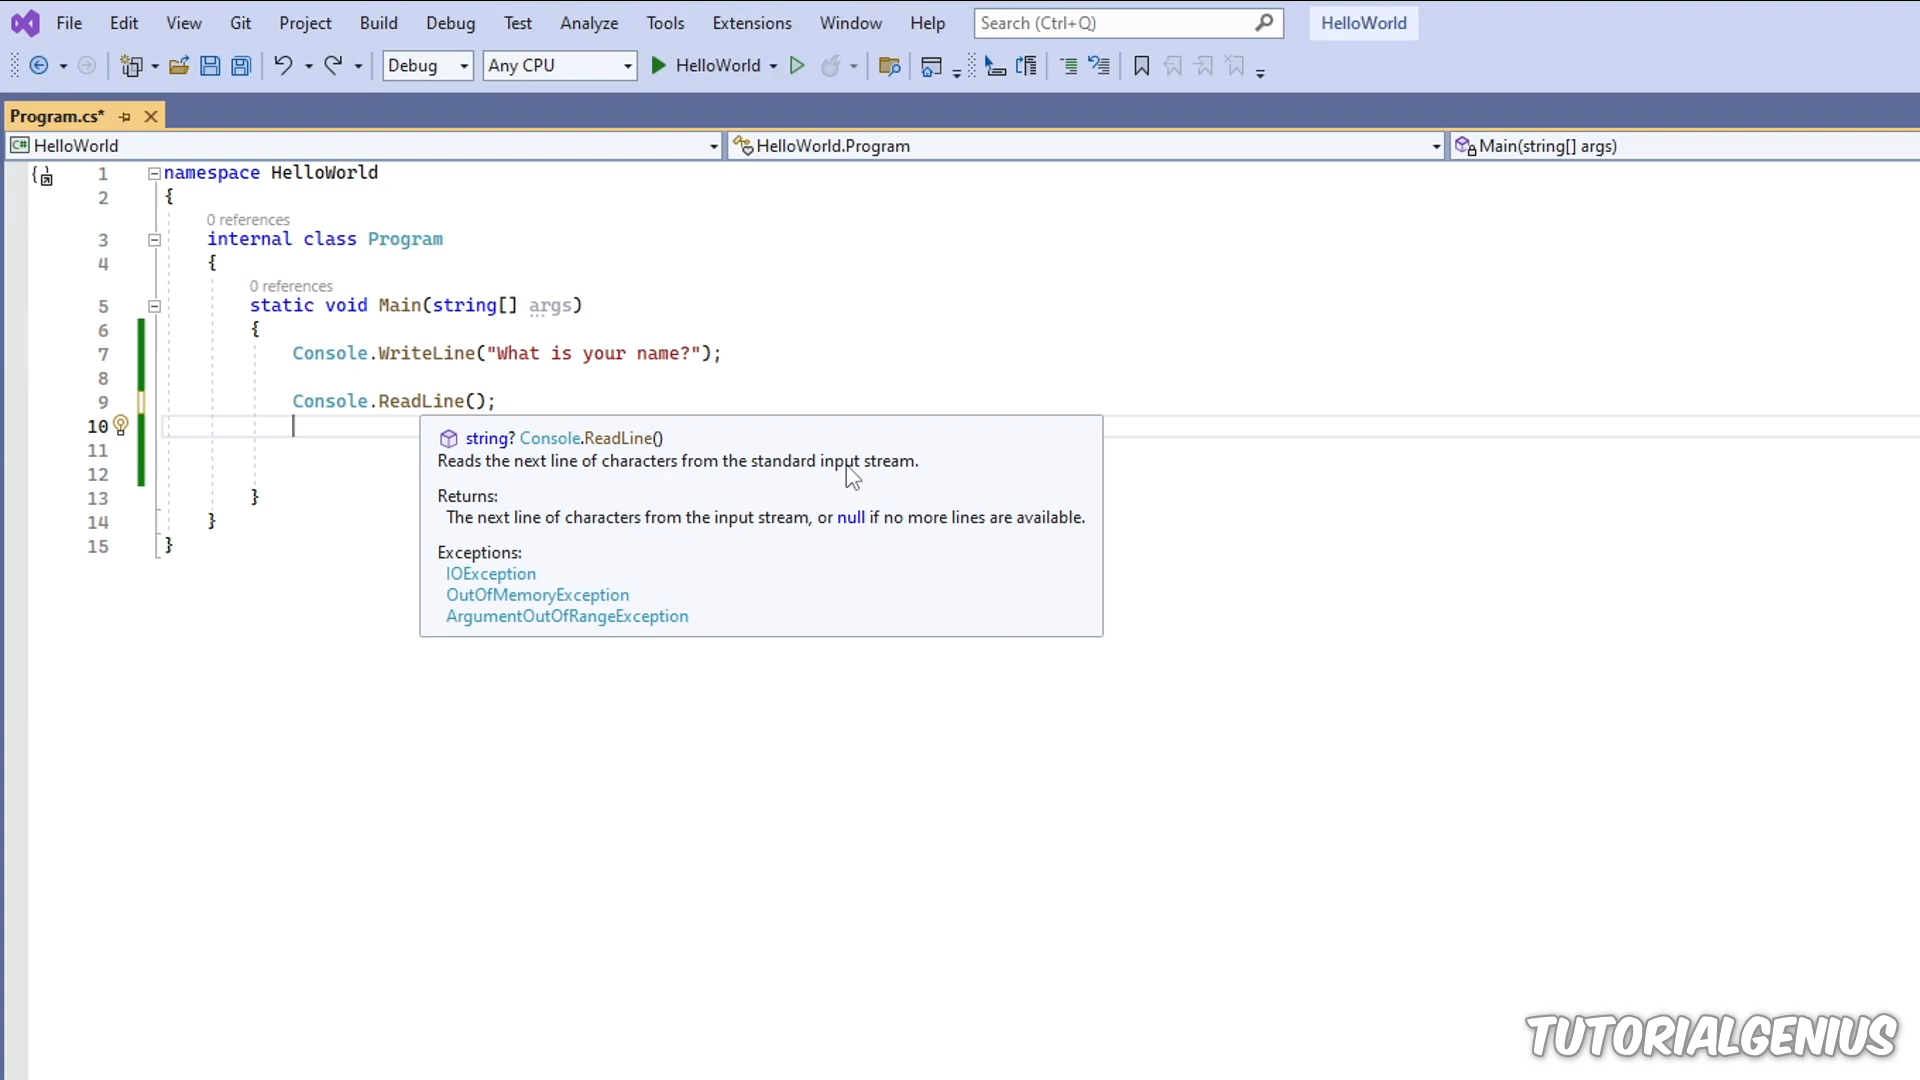 File Edit View Git Project Build Debug Test Analyze Tools Extensions Window Help Search (Ctrl+Q) HelloWorld
Debug Any CPU HelloWorld
Program.cs*
C# HelloWorld HelloWorld.Program Main(string[] args)
1 namespace HelloWorld
2 {
0 references
3 internal class Program
4 {
0 references
5 static void Main(string[] args)
6 {
7 Console.WriteLine("What is your name?");
8
9 Console.ReadLine();
10
string? Console.ReadLine()
11
Reads the next line of characters from the standard input stream.
12
Returns:
13 }
The next line of characters from the input stream, or null if no more lines are available.
14 }
15 }
Exceptions:
IOException
OutOfMemoryException
ArgumentOutOfRangeException
TUTORIALGENIUS